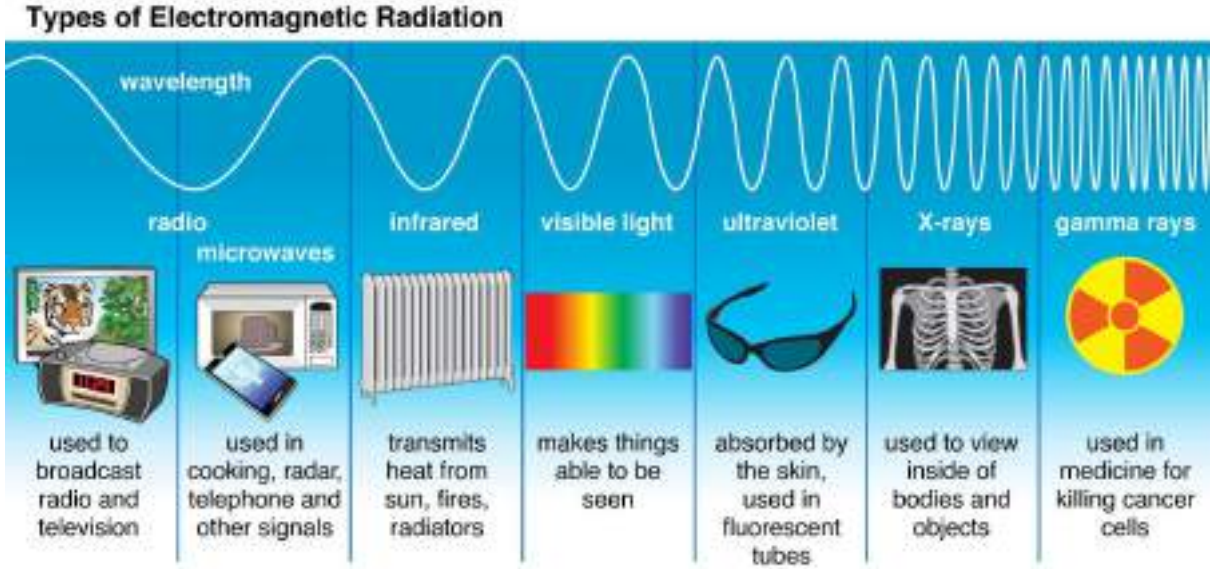 Types of Electromagnetic Radiation
wavelength
radio
microwaves
infrared
visible light
ultraviolet
X-rays
gamma rays
used to
broadcast
radio and
television
used in
cooking, radar,
telephone and
other signals
transmits
heat from
sun, fires,
radiators
makes things
able to be
seen
absorbed by
the skin,
used in
fluorescent
tubes
used to view
inside of
bodies and
objects
used in
medicine for
killing cancer
cells